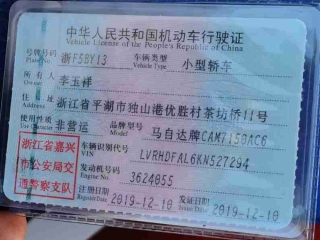 中华人民共和国机动车行驶证
Vehicle License of the People's Republic of China
号牌号码 浙F5BY13 车辆类型 小型轿车
Plate No. Vehicle Type
所有人 李玉祥
Owner
住址 浙江省平湖市独山港优胜村茶坊桥11号
Address
使用性质 非营运 品牌型号 马自达牌CAM7150AC6
Use Character Model
浙江省嘉兴
市公安局交
通警察支队
车辆识别代号 LVRHDFAL6KN527294
VIN
发动机号码 3624055
Engine No.
注册日期 2019-12-10 发证日期 2019-12-10
Register Date Issue Date